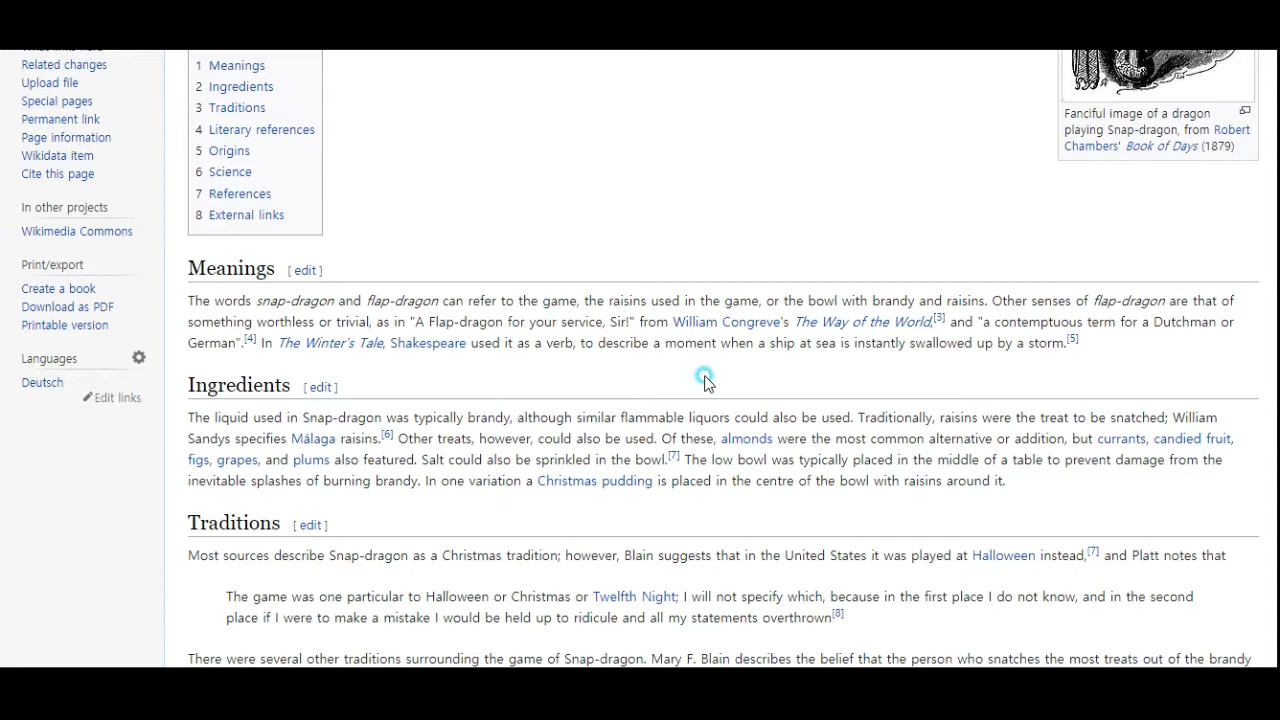 Related changes
Upload file
Special pages
Permanent link
Page information
Wikidata item
Cite this page
In other projects
Wikimedia Commons
Print/export
Create a book
Download as PDF
Printable version
Languages
Deutsch
Edit links
1 Meanings
2 Ingredients
3 Traditions
4 Literary references
5 Origins
6 Science
7 References
8 External links
Fanciful image of a dragon
playing Snap-dragon, from Robert
Chambers' Book of Days (1879)
Meanings [ edit ]
The words snap-dragon and flap-dragon can refer to the game, the raisins used in the game, or the bowl with brandy and raisins. Other senses of flap-dragon are that of
something worthless or trivial, as in "A Flap-dragon for your service, Sir!" from William Congreve's The Way of the World,[3] and "a contemptuous term for a Dutchman or
German".[4] In The Winter's Tale, Shakespeare used it as a verb, to describe a moment when a ship at sea is instantly swallowed up by a storm.[5]
Ingredients [ edit ]
The liquid used in Snap-dragon was typically brandy, although similar flammable liquors could also be used. Traditionally, raisins were the treat to be snatched; William
Sandys specifies Málaga raisins.[6] Other treats, however, could also be used. Of these, almonds were the most common alternative or addition, but currants, candied fruit,
figs, grapes, and plums also featured. Salt could also be sprinkled in the bowl.[7] The low bowl was typically placed in the middle of a table to prevent damage from the
inevitable splashes of burning brandy. In one variation a Christmas pudding is placed in the centre of the bowl with raisins around it.
Traditions [ edit ]
Most sources describe Snap-dragon as a Christmas tradition; however, Blain suggests that in the United States it was played at Halloween instead,[7] and Platt notes that
The game was one particular to Halloween or Christmas or Twelfth Night; I will not specify which, because in the first place I do not know, and in the second
place if I were to make a mistake I would be held up to ridicule and all my statements overthrown[8]
There were several other traditions surrounding the game of Snap-dragon. Mary F. Blain describes the belief that the person who snatches the most treats out of the brandy